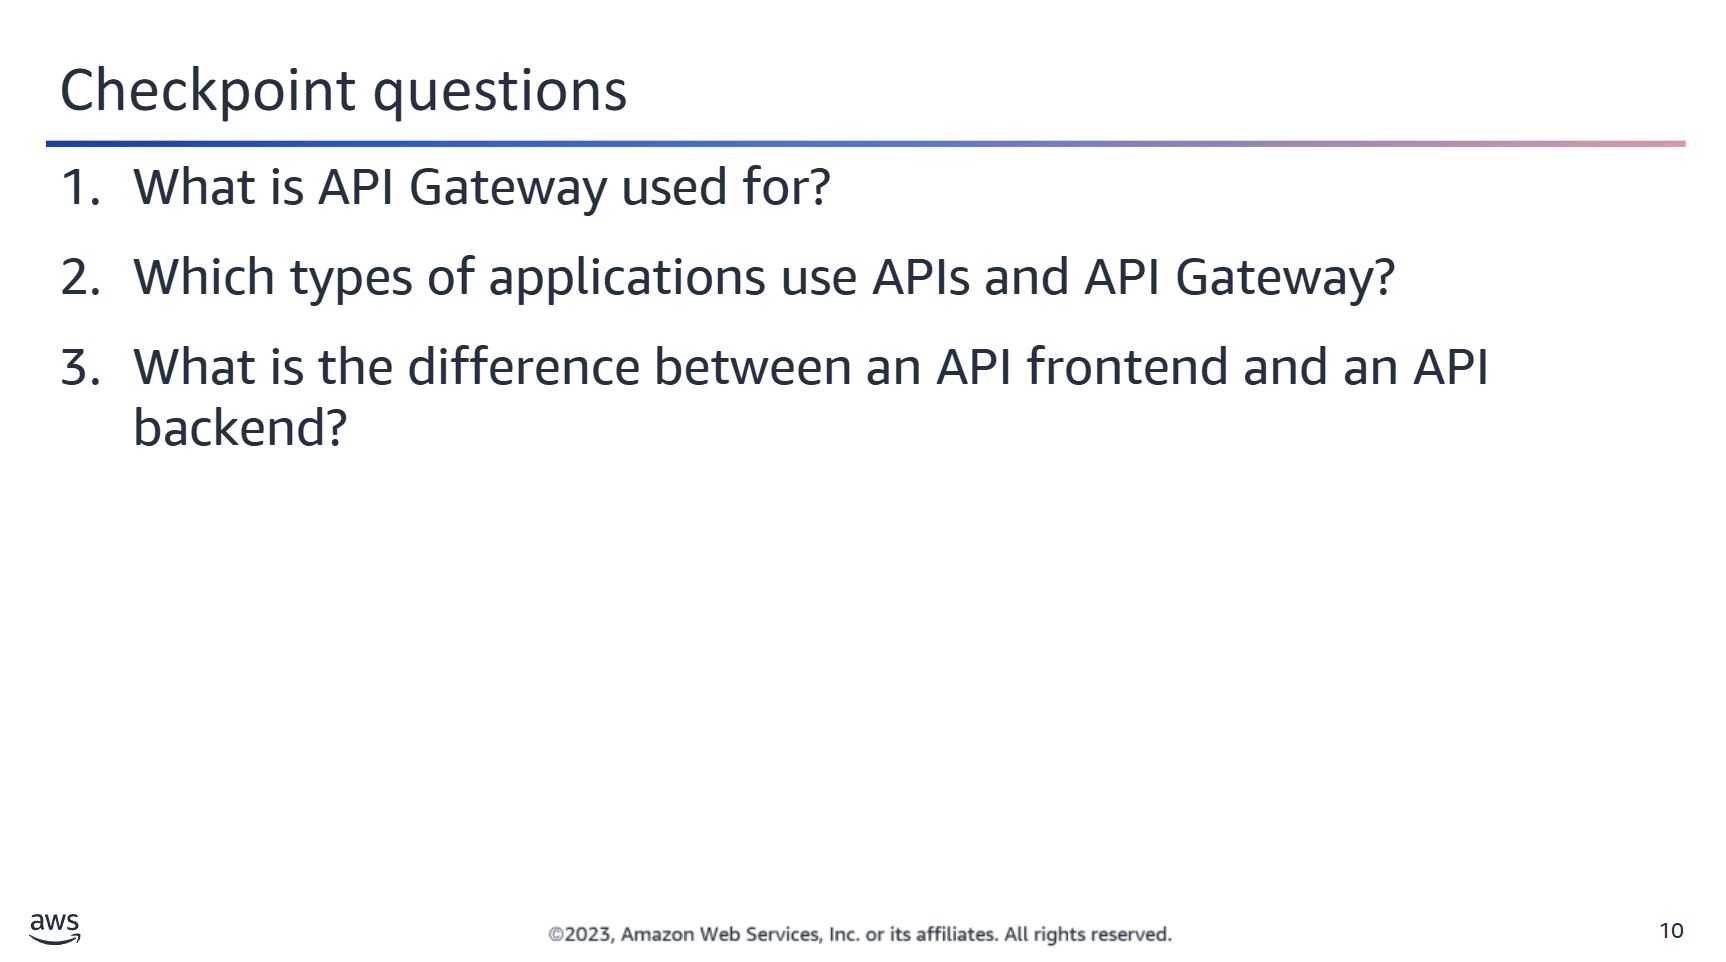 Checkpoint questions
1. What is API Gateway used for?
2. Which types of applications use APIs and API Gateway?
3. What is the difference between an API frontend and an API
backend?
aws
©2023, Amazon Web Services, Inc. or its affiliates. All rights reserved.
10